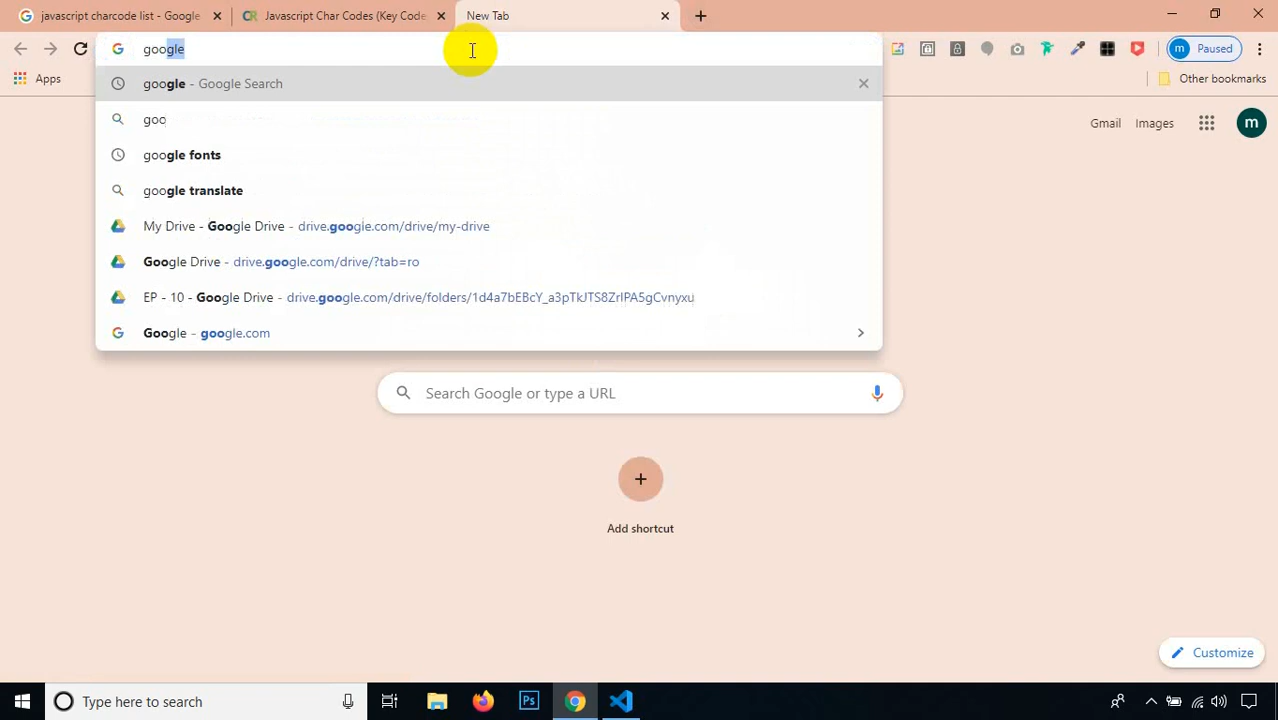 javascript charcode list - Google
Javascript Char Codes (Key Code
New Tab
google
Paused
Apps
Other bookmarks
google - Google Search
goo
google fonts
google translate
My Drive - Google Drive - drive.google.com/drive/my-drive
Google Drive - drive.google.com/drive/?tab=ro
EP - 10 - Google Drive - drive.google.com/drive/folders/1d4a7bEBcY_a3pTkJTS8ZrIPA5gCvnyxu
Google - google.com
Gmail
Images
m
Search Google or type a URL
Add shortcut
Customize
Type here to search
Ps